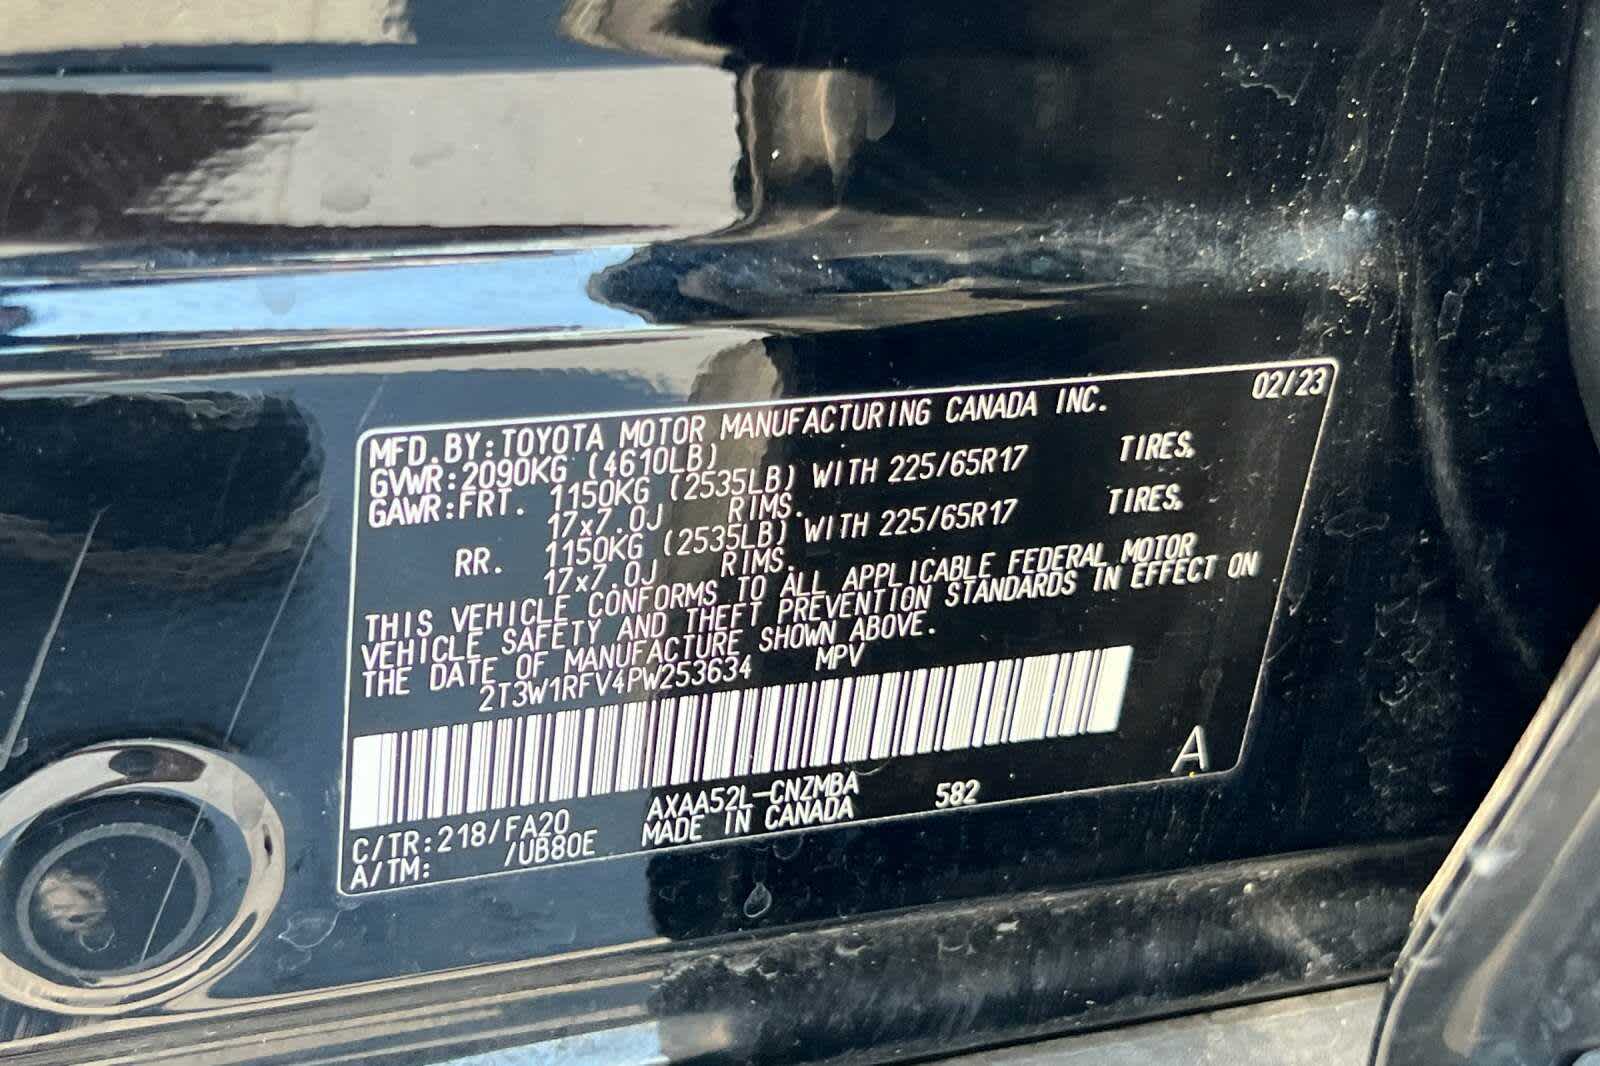 02/23
MFD.BY:TOYOTA MOTOR MANUFACTURING CANADA INC.
GVWR:2090KG (4610LB)
GAWR:FRT. 1150KG (2535LB) WITH 225/65R17 TIRES,
17x7.0J RIMS.
RR. 1150KG (2535LB) WITH 225/65R17 TIRES,
17x7.0J RIMS.
THIS VEHICLE CONFORMS TO ALL APPLICABLE FEDERAL MOTOR
VEHICLE SAFETY AND THEFT PREVENTION STANDARDS IN EFFECT ON
THE DATE OF MANUFACTURE SHOWN ABOVE.
2T3W1RFV4PW253634 MPV
C/TR:218/FA20 AXAA52L-CNZMBA 582 A
A/TM: /UB80E MADE IN CANADA